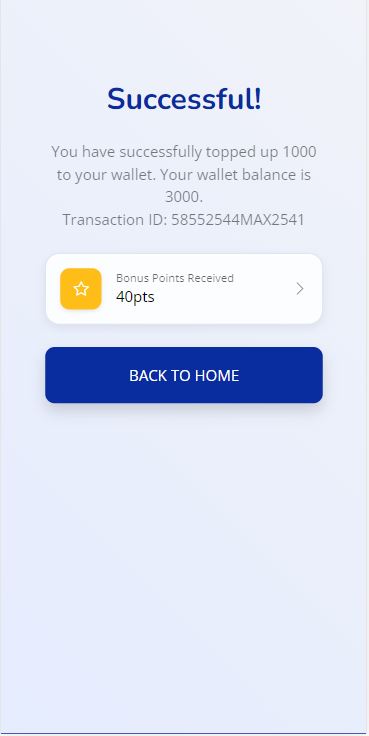 Successful!
You have successfully topped up 1000
to your wallet. Your wallet balance is
3000.
Transaction ID: 58552544MAX2541
Bonus Points Received
40pts
BACK TO HOME